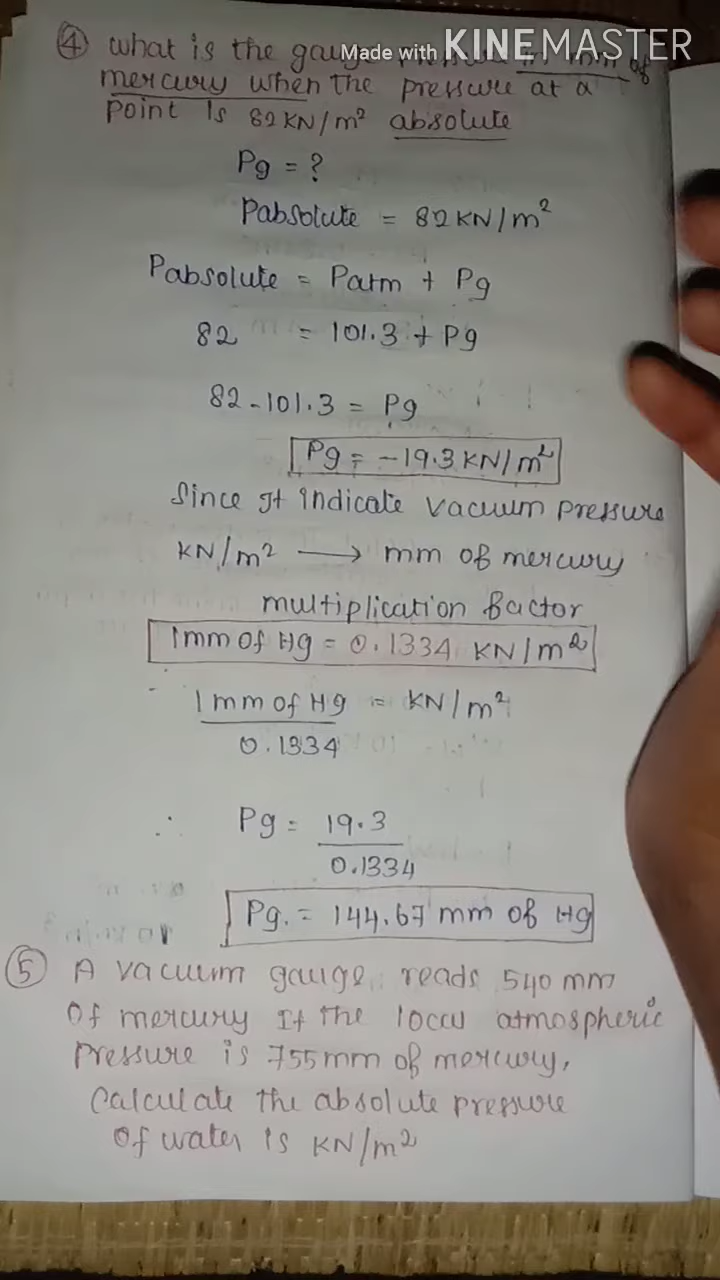 ④ What is the gauge in mm of
Made with KINEMASTER
mercury when the pressure at a
point is 82 KN/m² absolute
Pg = ?
Pabsolute = 82 KN/m²
Pabsolute = Patm + Pg
82 = 101.3 + Pg
82 - 101.3 = Pg
Pg = -19.3 KN/m²
Since It indicate vacuum pressure
KN/m² → mm of mercury
multiplication factor
1mm of Hg = 0.1334 KN/m²
1 mm of Hg / 0.1334 = KN/m²
∴ Pg = 19.3 / 0.1334
Pg. = 144.67 mm of Hg
⑤ A vacuum gauge reads 540 mm
Of mercury If the local atmospheric
Pressure is 755 mm of mercury,
Calculate the absolute pressure
Of water is KN/m²